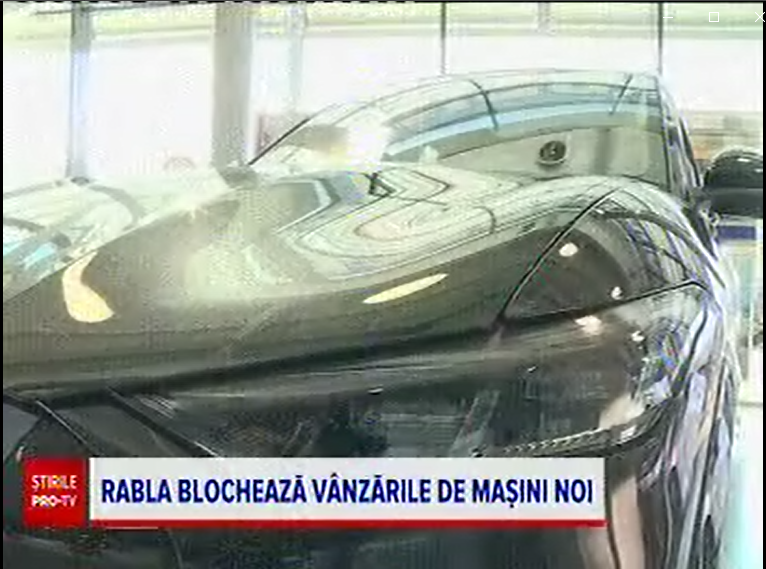 ȘTIRILE
PRO•TV
RABLA BLOCHEAZĂ VÂNZĂRILE DE MAȘINI NOI